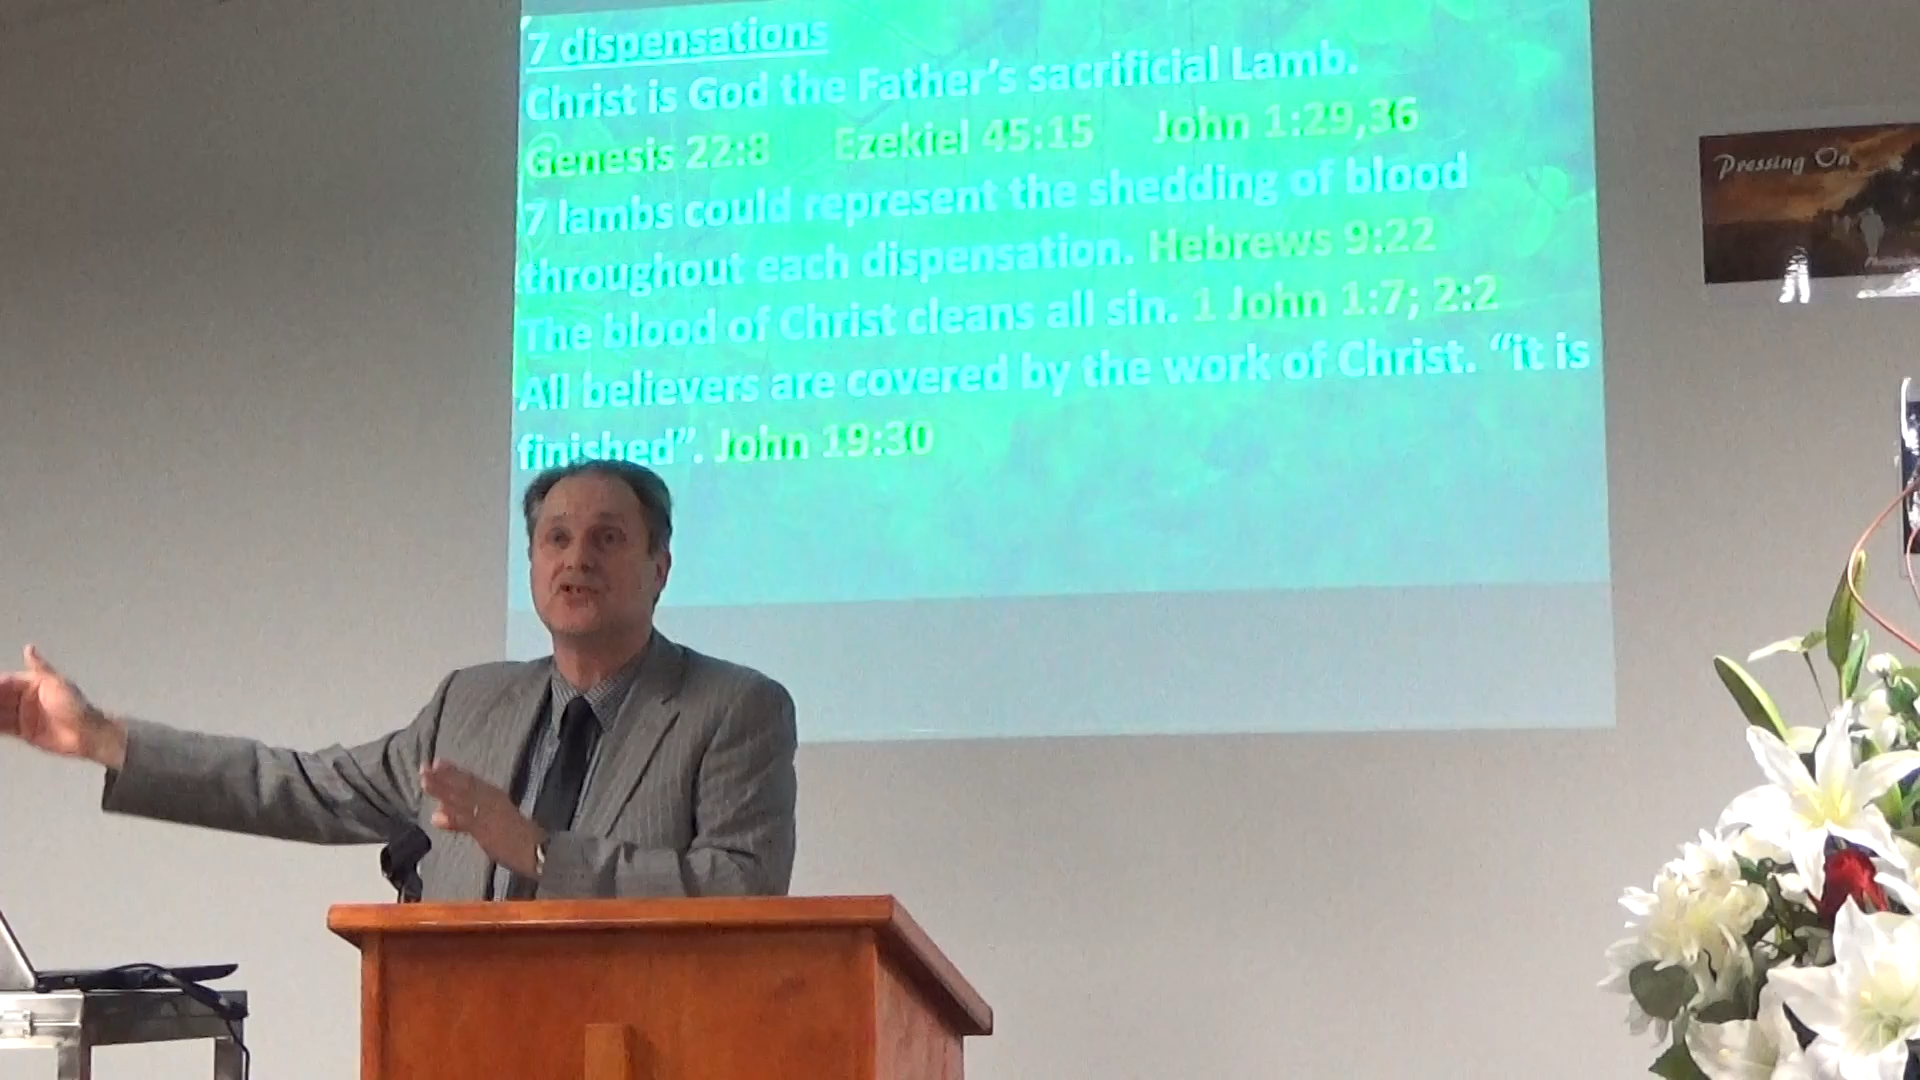 7 dispensations
Christ is God the Father's sacrificial Lamb.
Genesis 22:8 Ezekiel 45:15 John 1:29,36
7 lambs could represent the shedding of blood
throughout each dispensation. Hebrews 9:22
The blood of Christ cleans all sin. 1 John 1:7; 2:2
All believers are covered by the work of Christ. “it is
finished”. John 19:30
Pressing On